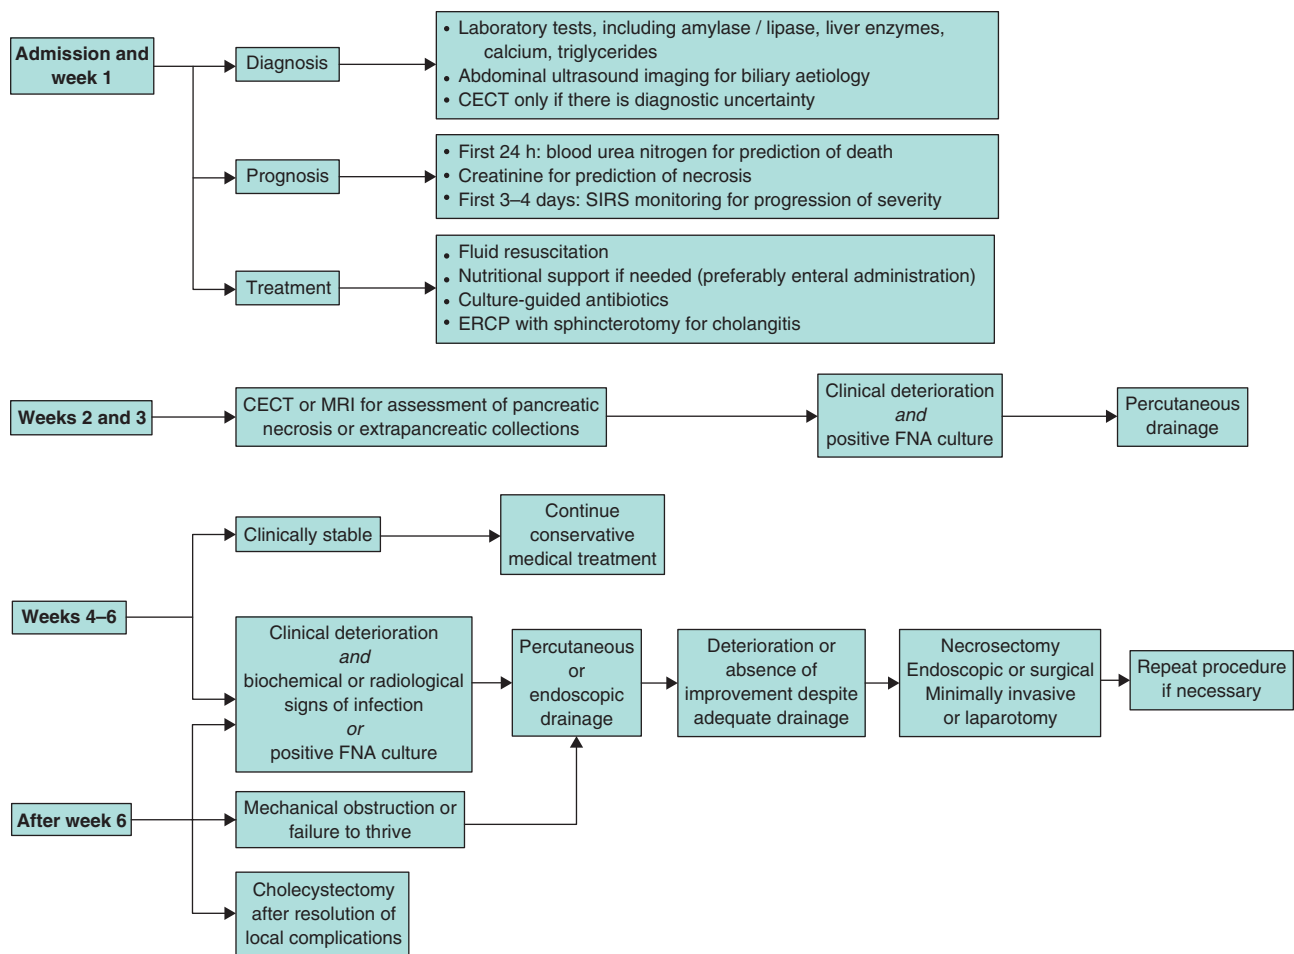 Admission and
week 1
Diagnosis
• Laboratory tests, including amylase / lipase, liver enzymes,
calcium, triglycerides
• Abdominal ultrasound imaging for biliary aetiology
• CECT only if there is diagnostic uncertainty
Prognosis
• First 24 h: blood urea nitrogen for prediction of death
• Creatinine for prediction of necrosis
• First 3–4 days: SIRS monitoring for progression of severity
Treatment
• Fluid resuscitation
• Nutritional support if needed (preferably enteral administration)
• Culture-guided antibiotics
• ERCP with sphincterotomy for cholangitis
Weeks 2 and 3
CECT or MRI for assessment of pancreatic
necrosis or extrapancreatic collections
Clinical deterioration
and
positive FNA culture
Percutaneous
drainage
Weeks 4–6
Clinically stable
Continue
conservative
medical treatment
Clinical deterioration
and
biochemical or radiological
signs of infection
or
positive FNA culture
Percutaneous
or
endoscopic
drainage
Deterioration or
absence of
improvement despite
adequate drainage
Necrosectomy
Endoscopic or surgical
Minimally invasive
or laparotomy
Repeat procedure
if necessary
After week 6
Mechanical obstruction or
failure to thrive
Cholecystectomy
after resolution of
local complications